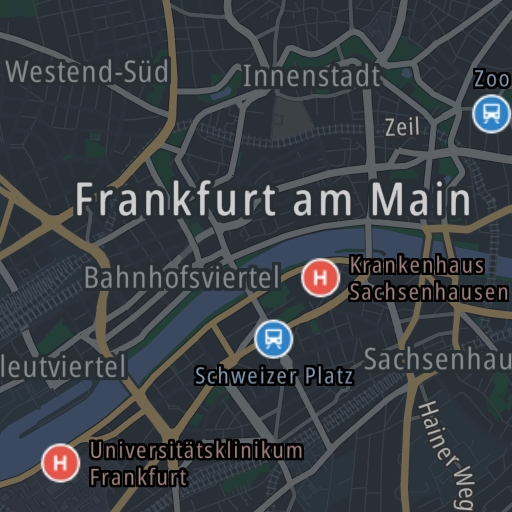 Westend-Süd
Innenstadt
Zoo
Zeil
Frankfurt am Main
Bahnhofsviertel
H
Krankenhaus
Sachsenhausen
leutviertel
Schweizer Platz
Sachsenhau
Hainer Weg
H
Universitätsklinikum
Frankfurt